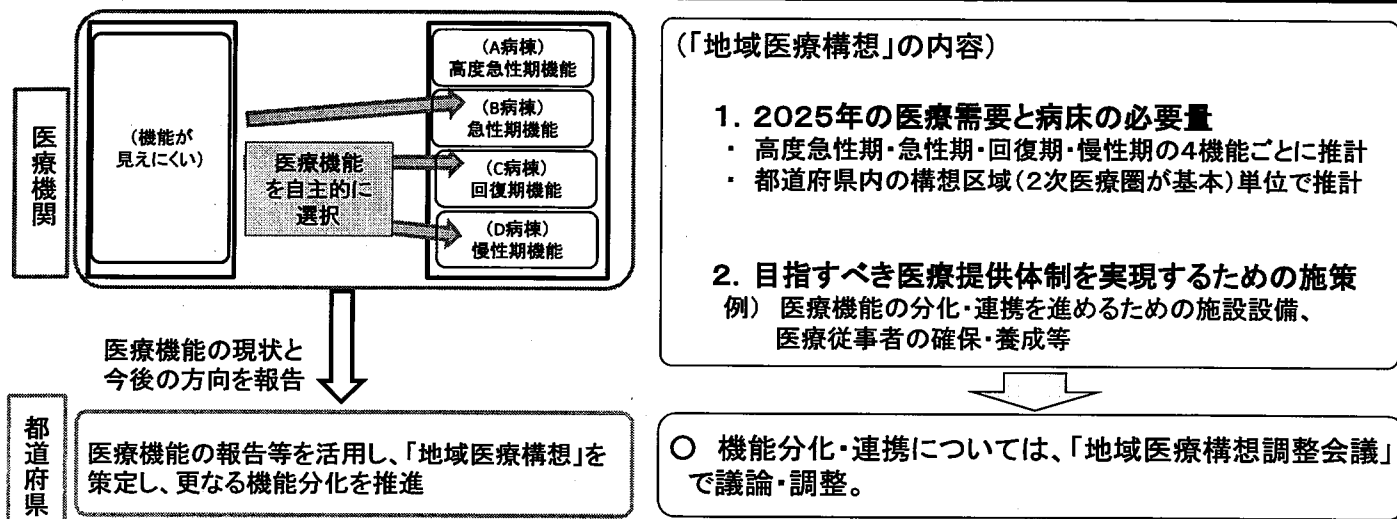 医療機関
(機能が
見えにくい)
医療機能
を自主的に
選択
(A病棟)
高度急性期機能
(B病棟)
急性期機能
(C病棟)
回復期機能
(D病棟)
慢性期機能
医療機能の現状と
今後の方向を報告
都道府県
医療機能の報告等を活用し、「地域医療構想」を
策定し、更なる機能分化を推進
(「地域医療構想」の内容)
1. 2025年の医療需要と病床の必要量
・ 高度急性期・急性期・回復期・慢性期の4機能ごとに推計
・ 都道府県内の構想区域(2次医療圏が基本)単位で推計
2. 目指すべき医療提供体制を実現するための施策
例) 医療機能の分化・連携を進めるための施設設備、
医療従事者の確保・養成等
○ 機能分化・連携については、「地域医療構想調整会議」
で議論・調整。